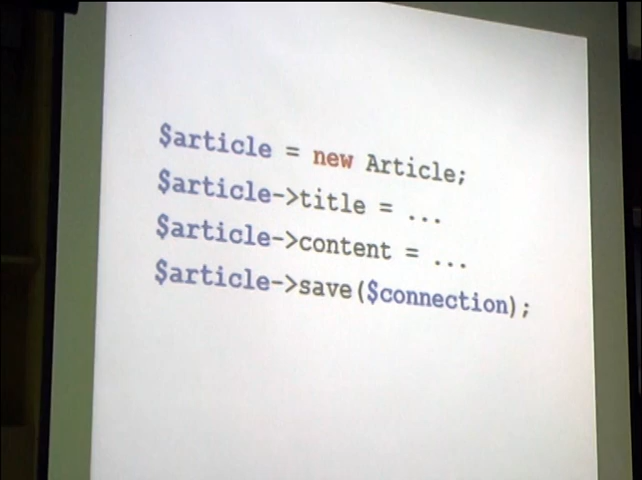 $article = new Article;
$article->title = ...
$article->content = ...
$article->save($connection);